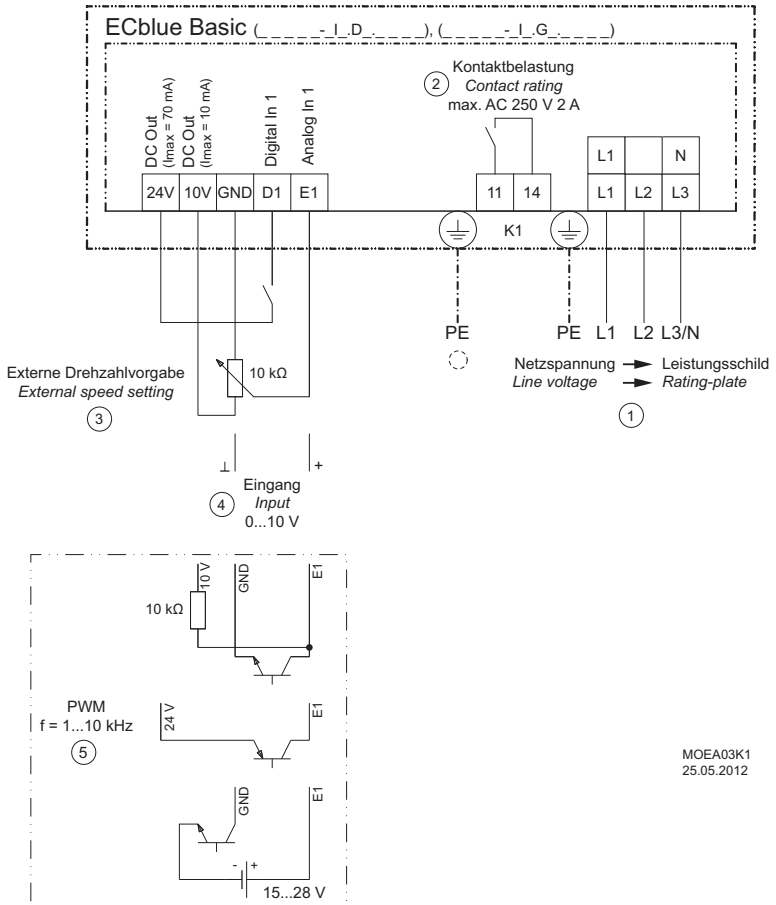 ECblue Basic (_ _ _ _ _-_I_.D_._ _ _ _), (_ _ _ _ _-_I_.G_._ _ _ _)
DC Out
(Imax = 70 mA)
DC Out
(Imax = 10 mA)
Digital In 1
Analog In 1
2
Kontaktbelastung
Contact rating
max. AC 250 V 2 A
L1 N
24V 10V GND D1 E1
11 14
L1 L2 L3
K1
PE
PE L1 L2 L3/N
Externe Drehzahlvorgabe
External speed setting
3
10 kΩ
Netzspannung Leistungsschild
Line voltage Rating-plate
1
⊥ +
4
Eingang
Input
0...10 V
10 V
GND
E1
10 kΩ
PWM
f = 1...10 kHz
5
24 V
E1
GND
E1
- +
15...28 V
MOEA03K1
25.05.2012